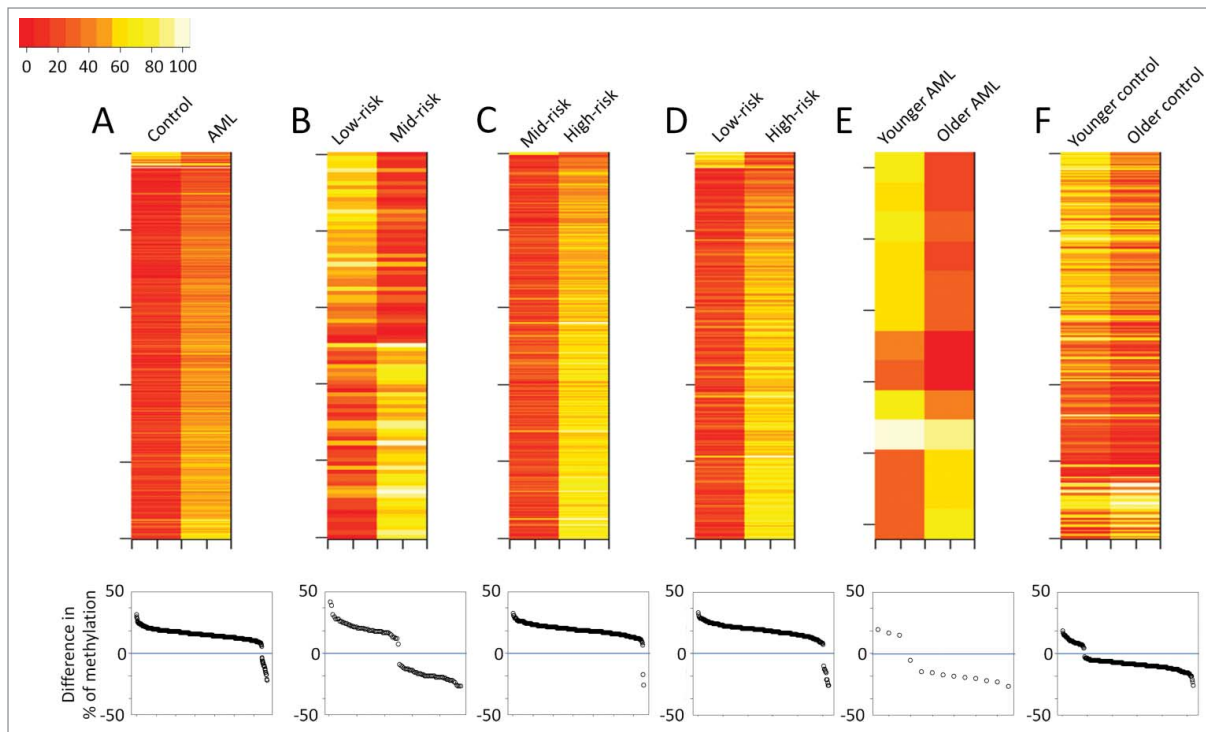 0 20 40 60 80 100
A Control AML
B Low-risk Mid-risk
C Mid-risk High-risk
D Low-risk High-risk
E Younger AML Older AML
F Younger control Older control
Difference in
% of methylation
50 50 50 50 50 50
0 0 0 0 0 0
-50 -50 -50 -50 -50 -50